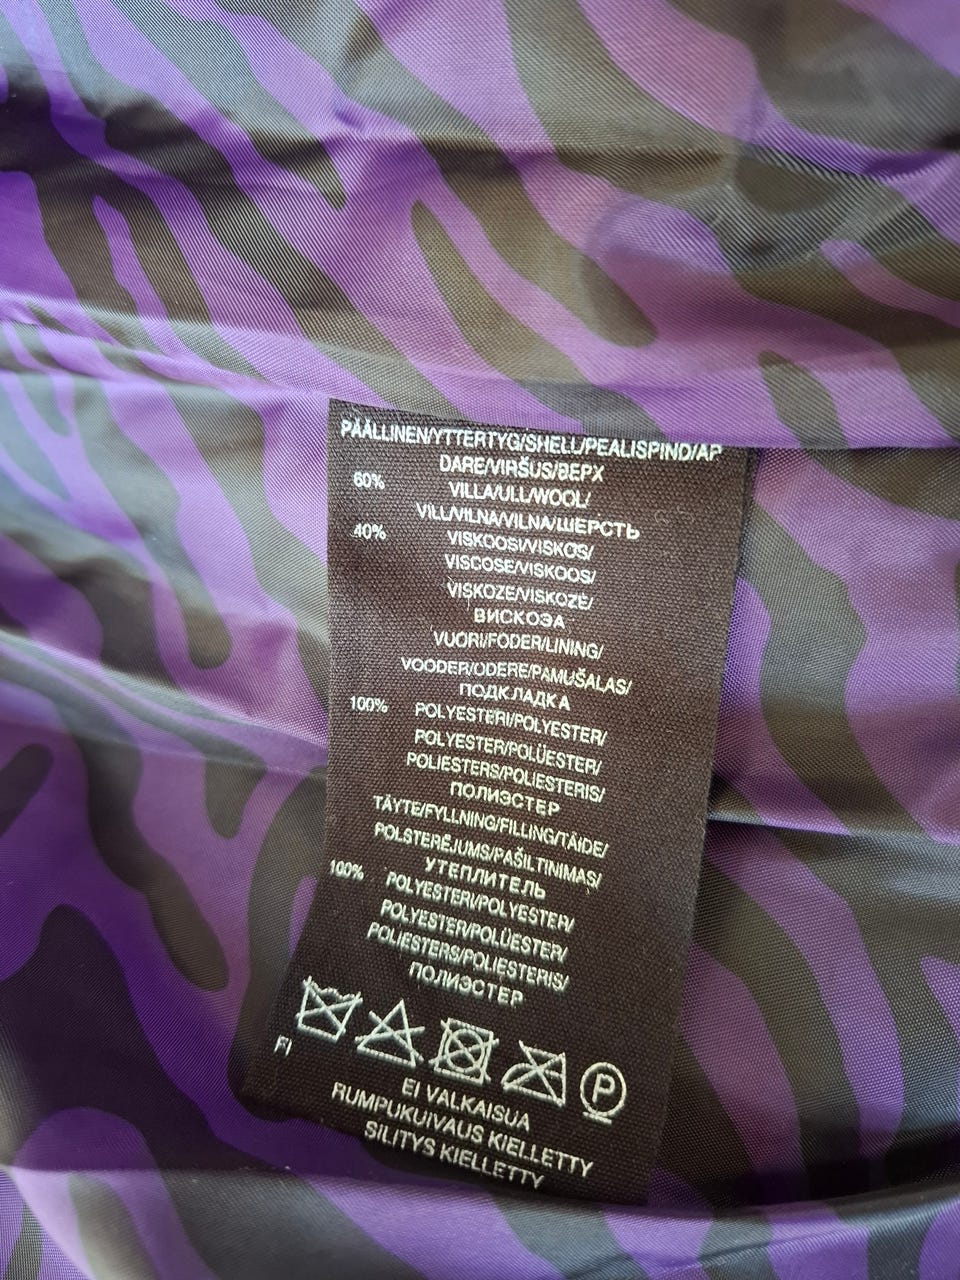 PÄÄLLINEN/YTTERTYG/SHELL/PEALISPIND/AP
DARE/VIRŠUS/ВЕРХ
60% VILLA/ULL/WOOL/
VILL/VILNA/VILNA/ШЕРСТЬ
40% VISKOOSI/VISKOS/
VISCOSE/VISKOOS/
VISKOZE/VISKOZE/
ВИСКОЗА
VUORI/FODER/LINING/
VOODER/ODERE/PAMUŠALAS/
ПОДКЛАДКА
100% POLYESTERI/POLYESTER/
POLYESTER/POLÜESTER/
POLIESTERS/POLIESTERIS/
ПОЛИЭСТЕР
TÄYTE/FYLLNING/FILLING/TÄIDE/
POLSTERĒJUMS/PAŠILTINIMAS/
УТЕПЛИТЕЛЬ
100% POLYESTERI/POLYESTER/
POLYESTER/POLÜESTER/
POLIESTERS/POLIESTERIS/
ПОЛИЭСТЕР
P
FI
EI VALKAISUA
RUMPUKUIVAUS KIELLETTY
SILITYS KIELLETTY